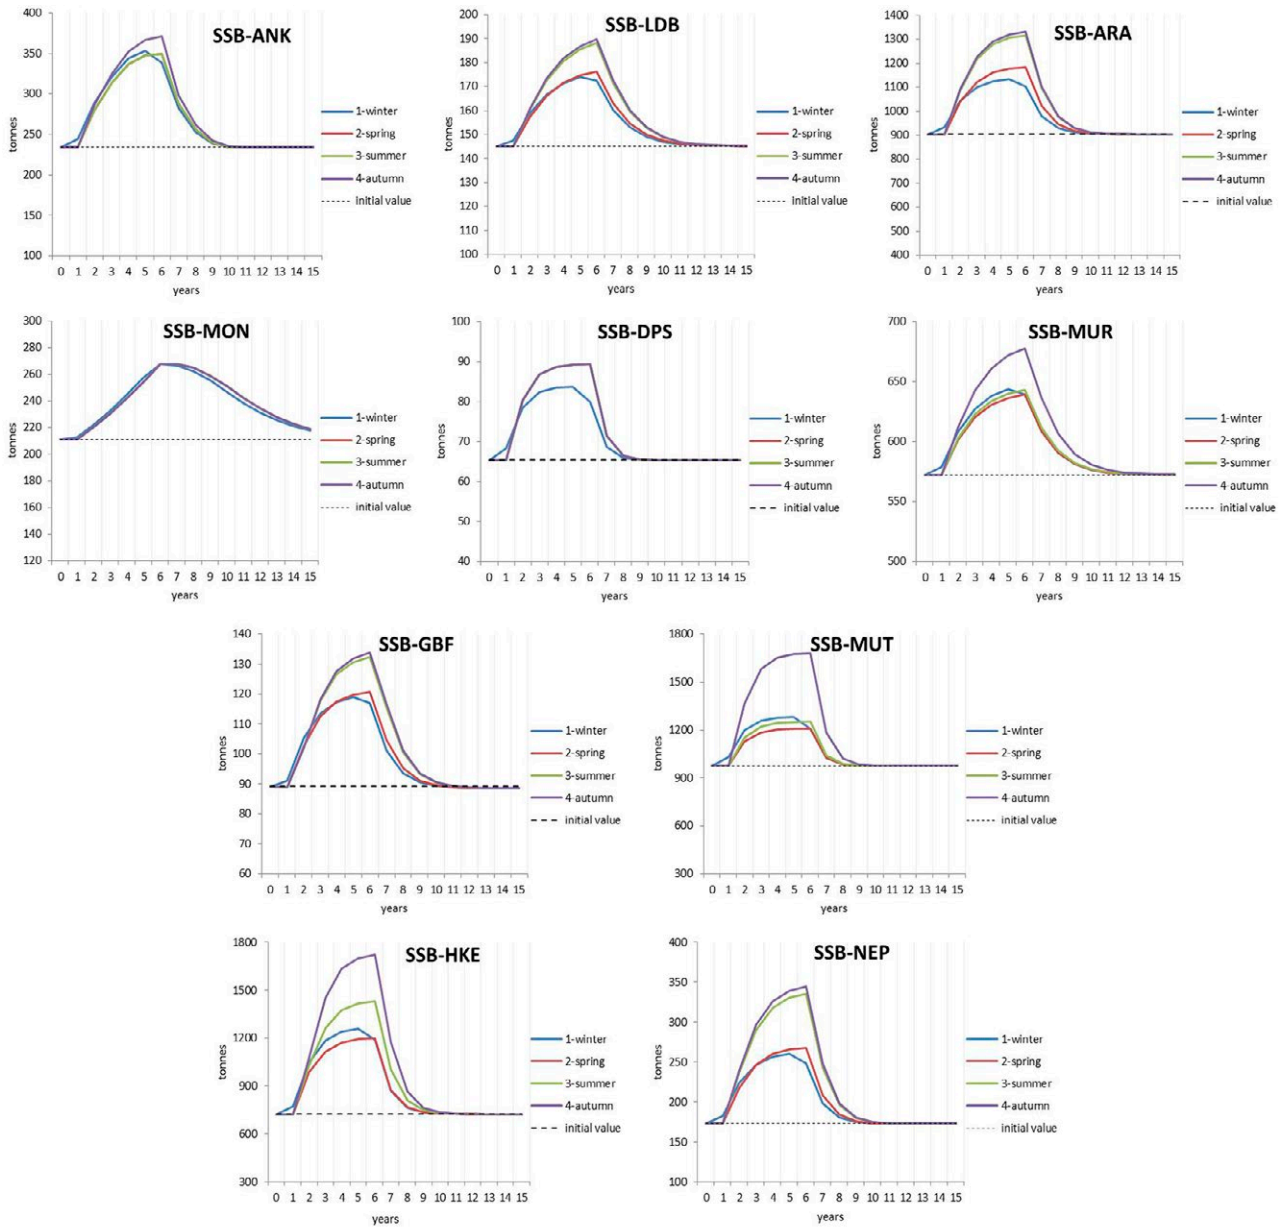 SSB-ANK
tonnes
400
350
300
250
200
150
100
0 1 2 3 4 5 6 7 8 9 10 11 12 13 14 15
years
1-winter
2-spring
3-summer
4-autumn
initial value
SSB-LDB
tonnes
200
190
180
170
160
150
140
130
120
110
100
0 1 2 3 4 5 6 7 8 9 10 11 12 13 14 15
years
1-winter
2-spring
3-summer
4-autumn
initial value
SSB-ARA
tonnes
1400
1300
1200
1100
1000
900
800
700
600
500
400
0 1 2 3 4 5 6 7 8 9 10 11 12 13 14 15
years
1-winter
2-spring
3-summer
4-autumn
initial value
SSB-MON
tonnes
300
280
260
240
220
200
180
160
140
120
0 1 2 3 4 5 6 7 8 9 10 11 12 13 14 15
years
1-winter
2-spring
3-summer
4-autumn
initial value
SSB-DPS
tonnes
100
90
80
70
60
50
40
0 1 2 3 4 5 6 7 8 9 10 11 12 13 14 15
years
1-winter
2-spring
3-summer
4-autumn
initial value
SSB-MUR
tonnes
700
650
600
550
500
0 1 2 3 4 5 6 7 8 9 10 11 12 13 14 15
years
1-winter
2-spring
3-summer
4-autumn
initial value
SSB-GBF
tonnes
140
130
120
110
100
90
80
70
60
0 1 2 3 4 5 6 7 8 9 10 11 12 13 14 15
years
1-winter
2-spring
3-summer
4-autumn
initial value
SSB-MUT
tonnes
1800
1500
1200
900
600
300
0 1 2 3 4 5 6 7 8 9 10 11 12 13 14 15
years
1-winter
2-spring
3-summer
4-autumn
initial value
SSB-HKE
tonnes
1800
1500
1200
900
600
300
0 1 2 3 4 5 6 7 8 9 10 11 12 13 14 15
years
1-winter
2-spring
3-summer
4-autumn
initial value
SSB-NEP
tonnes
400
350
300
250
200
150
100
0 1 2 3 4 5 6 7 8 9 10 11 12 13 14 15
years
1-winter
2-spring
3-summer
4-autumn
initial value